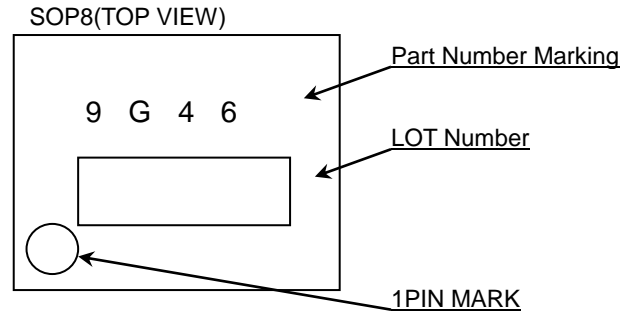 SOP8(TOP VIEW)
Part Number Marking
9 G 4 6
LOT Number
1PIN MARK